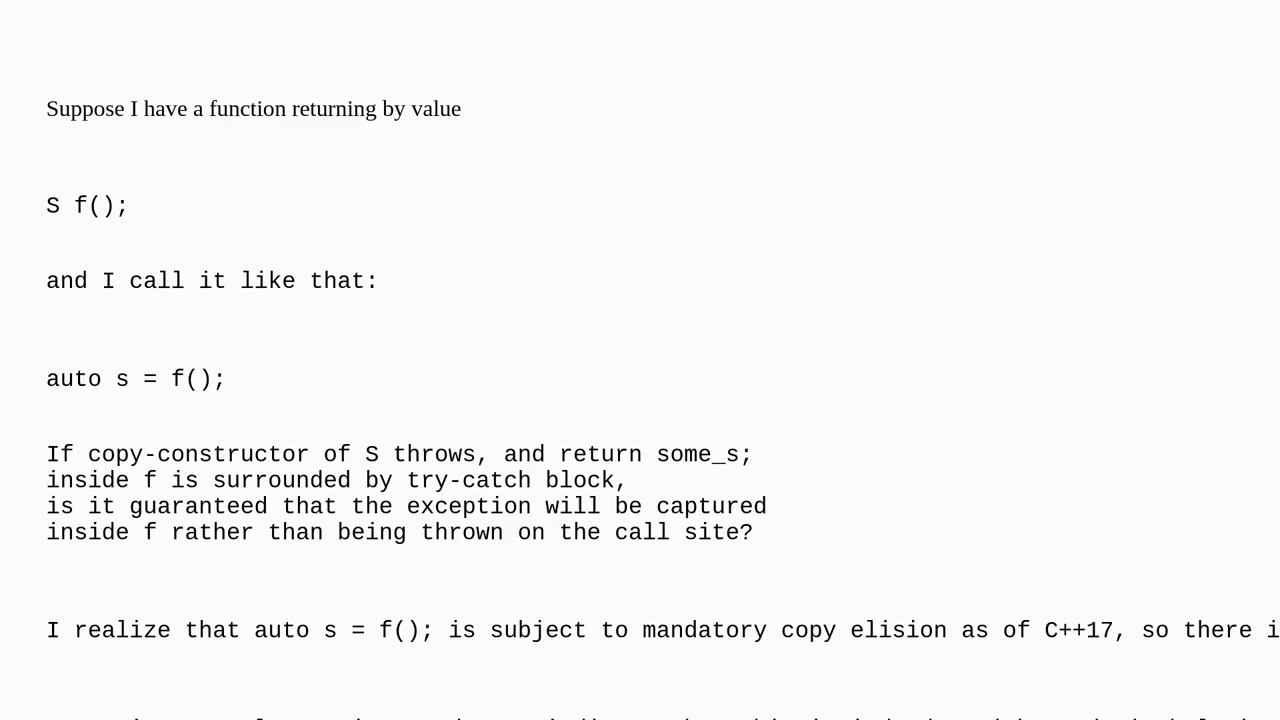 Suppose I have a function returning by value
S f();
and I call it like that:
auto s = f();
If copy-constructor of S throws, and return some_s;
inside f is surrounded by try-catch block,
is it guaranteed that the exception will be captured
inside f rather than being thrown on the call site?
I realize that auto s = f(); is subject to mandatory copy elision as of C++17, so there